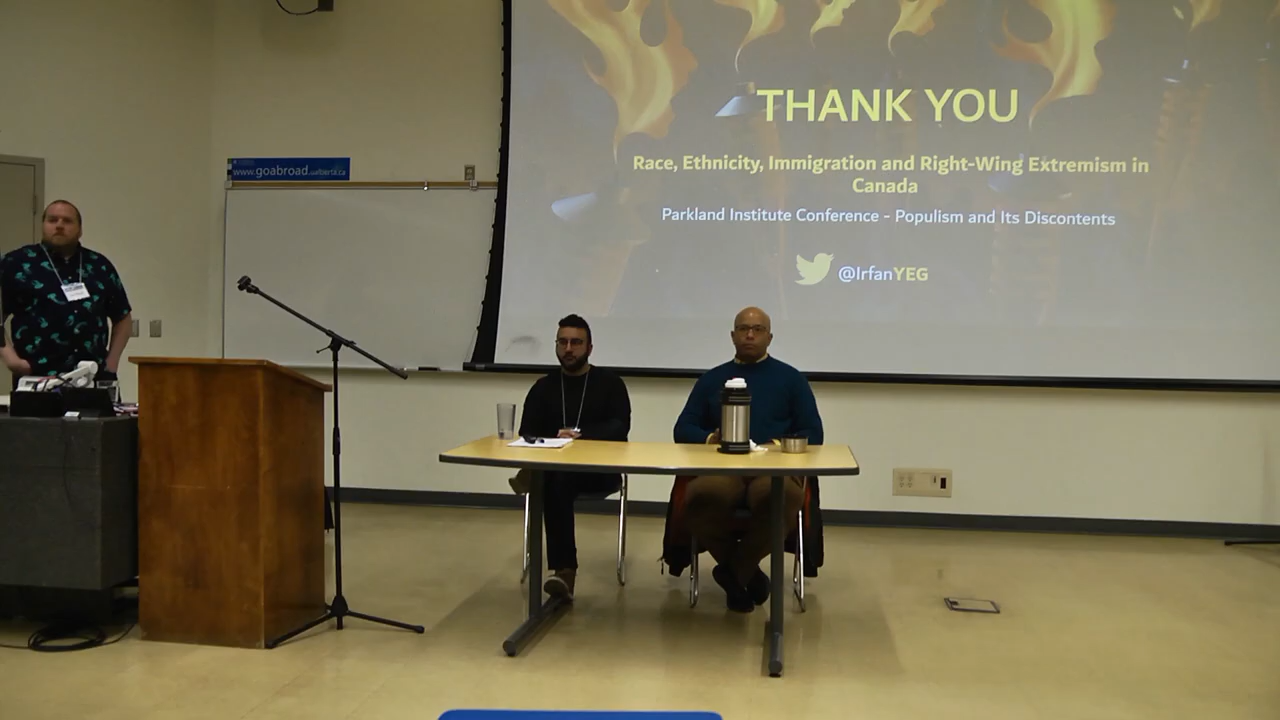 THANK YOU
Race, Ethnicity, Immigration and Right-Wing Extremism in
Canada
Parkland Institute Conference - Populism and Its Discontents
@IrfanYEG
www.goabroad.ualberta.ca